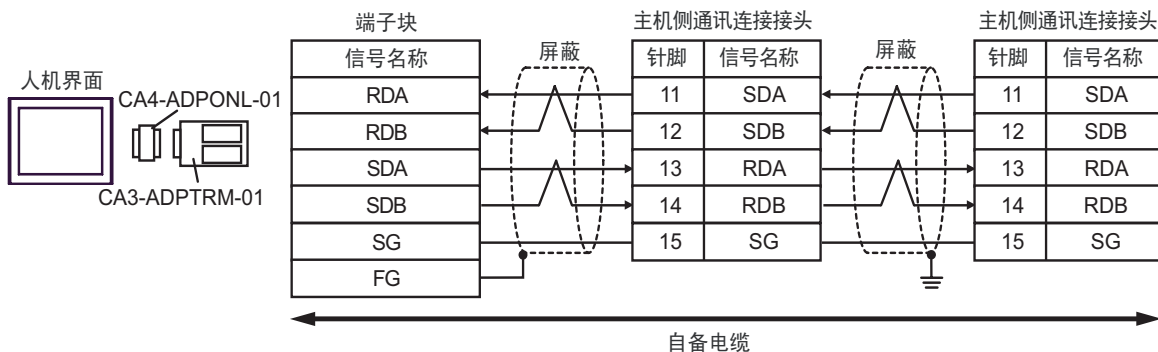 端子块 主机侧通讯连接接头 主机侧通讯连接接头
信号名称 屏蔽 针脚 信号名称 屏蔽 针脚 信号名称
人机界面
CA4-ADPONL-01
CA3-ADPTRM-01
RDA 11 SDA 11 SDA
RDB 12 SDB 12 SDB
SDA 13 RDA 13 RDA
SDB 14 RDB 14 RDB
SG 15 SG 15 SG
FG
自备电缆